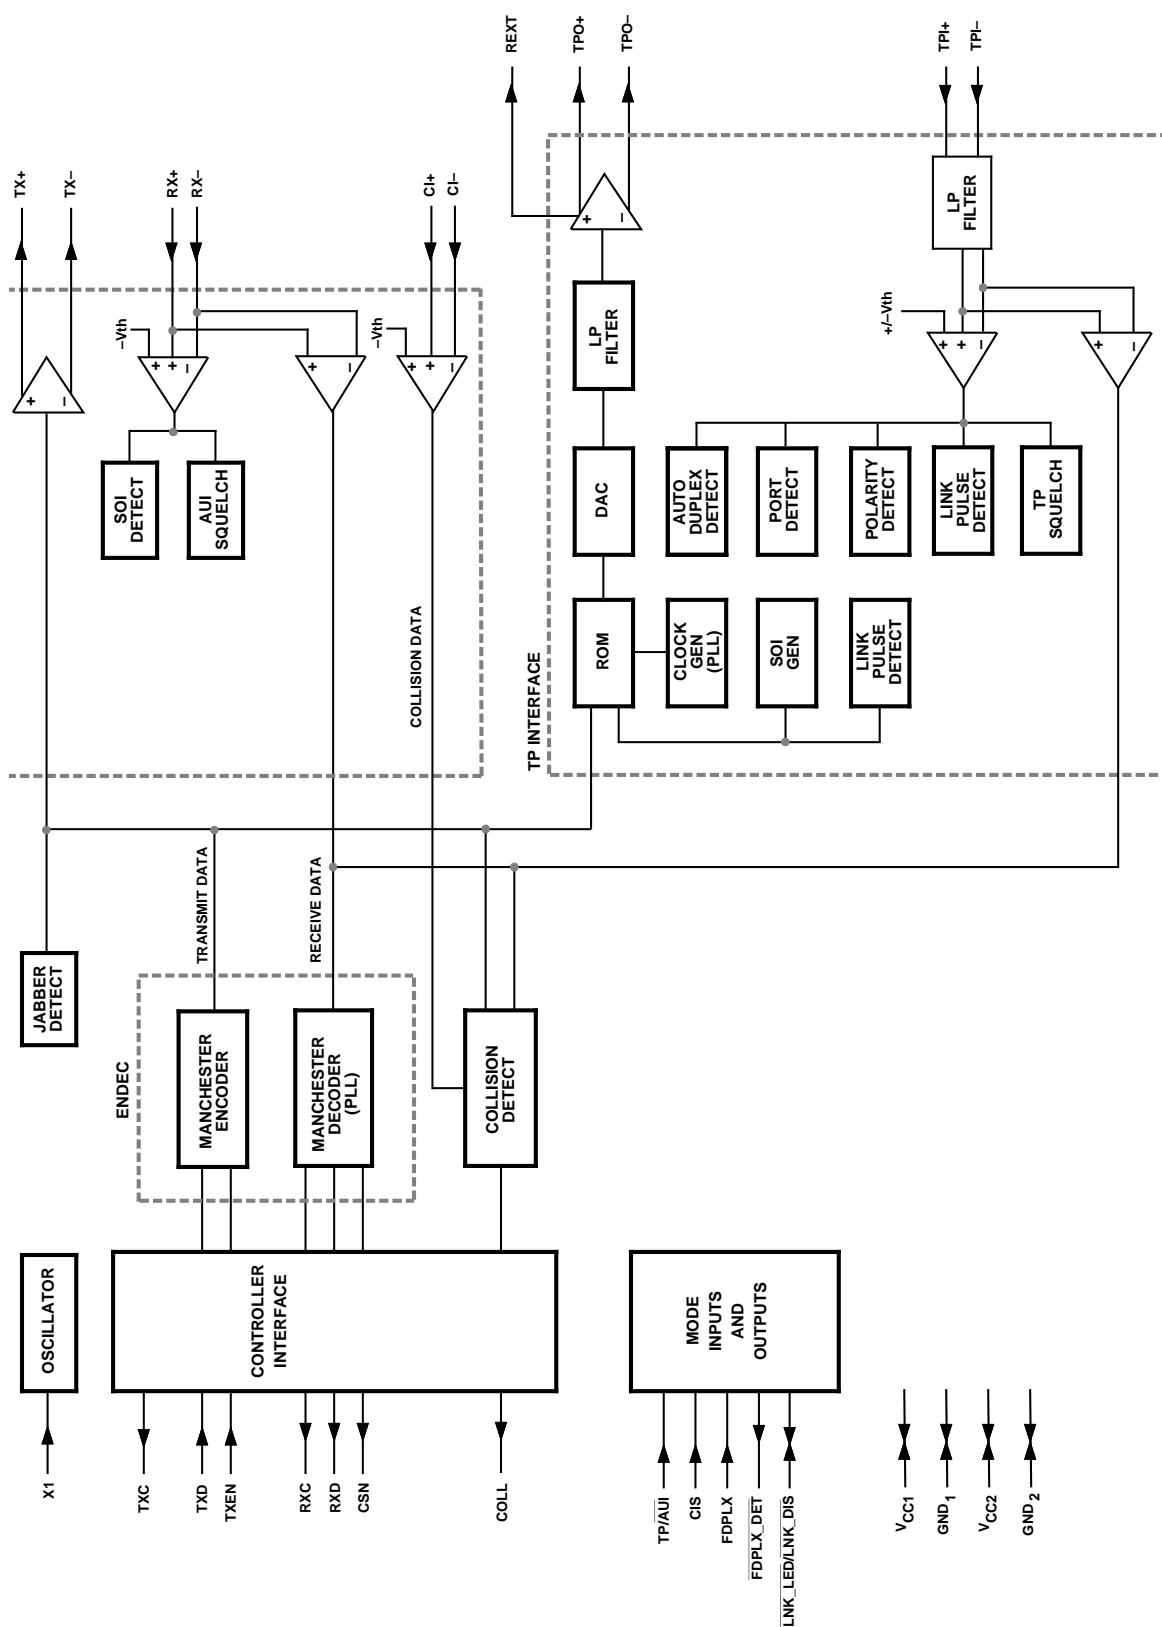 X1
OSCILLATOR
JABBER
DETECT
+
−
TX+
TX−
TXC
TXD
TXEN
RXC
RXD
CSN
COLL
CONTROLLER
INTERFACE
ENDEC
MANCHESTER
ENCODER
MANCHESTER
DECODER
(PLL)
COLLISION
DETECT
TRANSMIT DATA
RECEIVE DATA
COLLISION DATA
SOI
DETECT
AUI
SQUELCH
−Vth
+
+
−
+
−
−Vth
+
+
−
RX+
RX−
CI+
CI−
TP/AUI
CIS
FDPLX
FDPLX_DET
LNK_LED/LNK_DIS
MODE
INPUTS
AND
OUTPUTS
TP INTERFACE
ROM
DAC
LP
FILTER
+
−
REXT
TPO+
TPO−
CLOCK
GEN
(PLL)
SOI
GEN
LINK
PULSE
DETECT
AUTO
DUPLEX
DETECT
PORT
DETECT
POLARITY
DETECT
LINK
PULSE
DETECT
TP
SQUELCH
+/−Vth
+
+
−
+
−
LP
FILTER
TPI+
TPI−
VCC1
GND1
VCC2
GND2